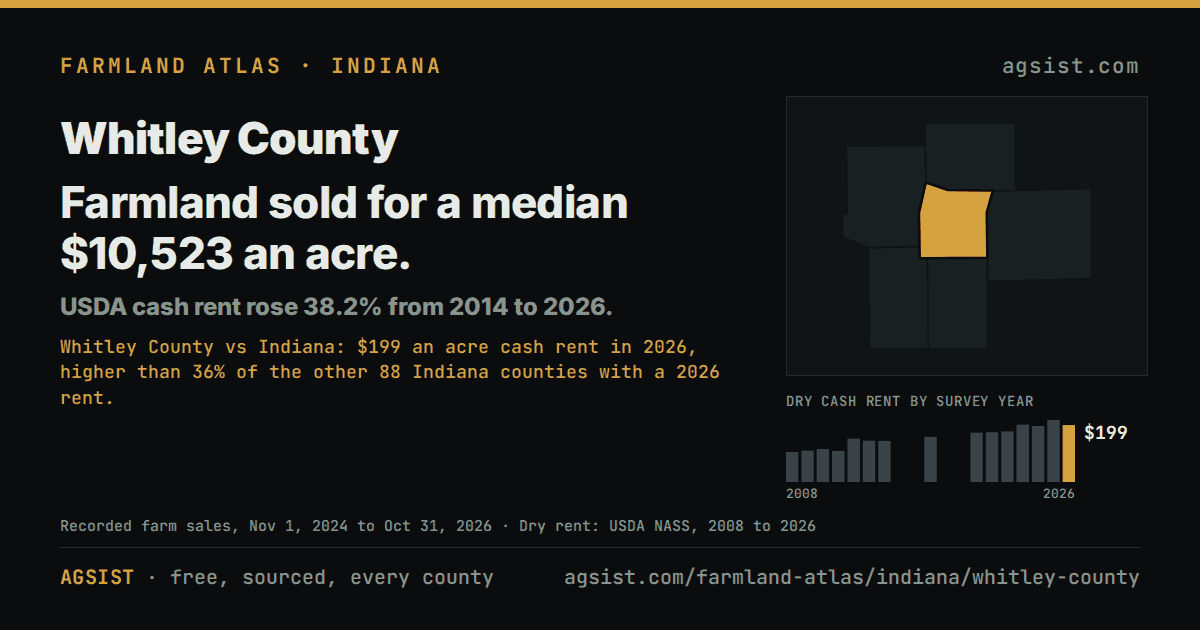 FARMLAND ATLAS · INDIANA
agsist.com
Whitley County
Farmland sold for a median
$10,523 an acre.
USDA cash rent rose 38.2% from 2014 to 2026.
Whitley County vs Indiana: $199 an acre cash rent in 2026,
higher than 36% of the other 88 Indiana counties with a 2026
rent.
DRY CASH RENT BY SURVEY YEAR
$199
2008
2026
Recorded farm sales, Nov 1, 2024 to Oct 31, 2026 · Dry rent: USDA NASS, 2008 to 2026
AGSIST · free, sourced, every county
agsist.com/farmland-atlas/indiana/whitley-county